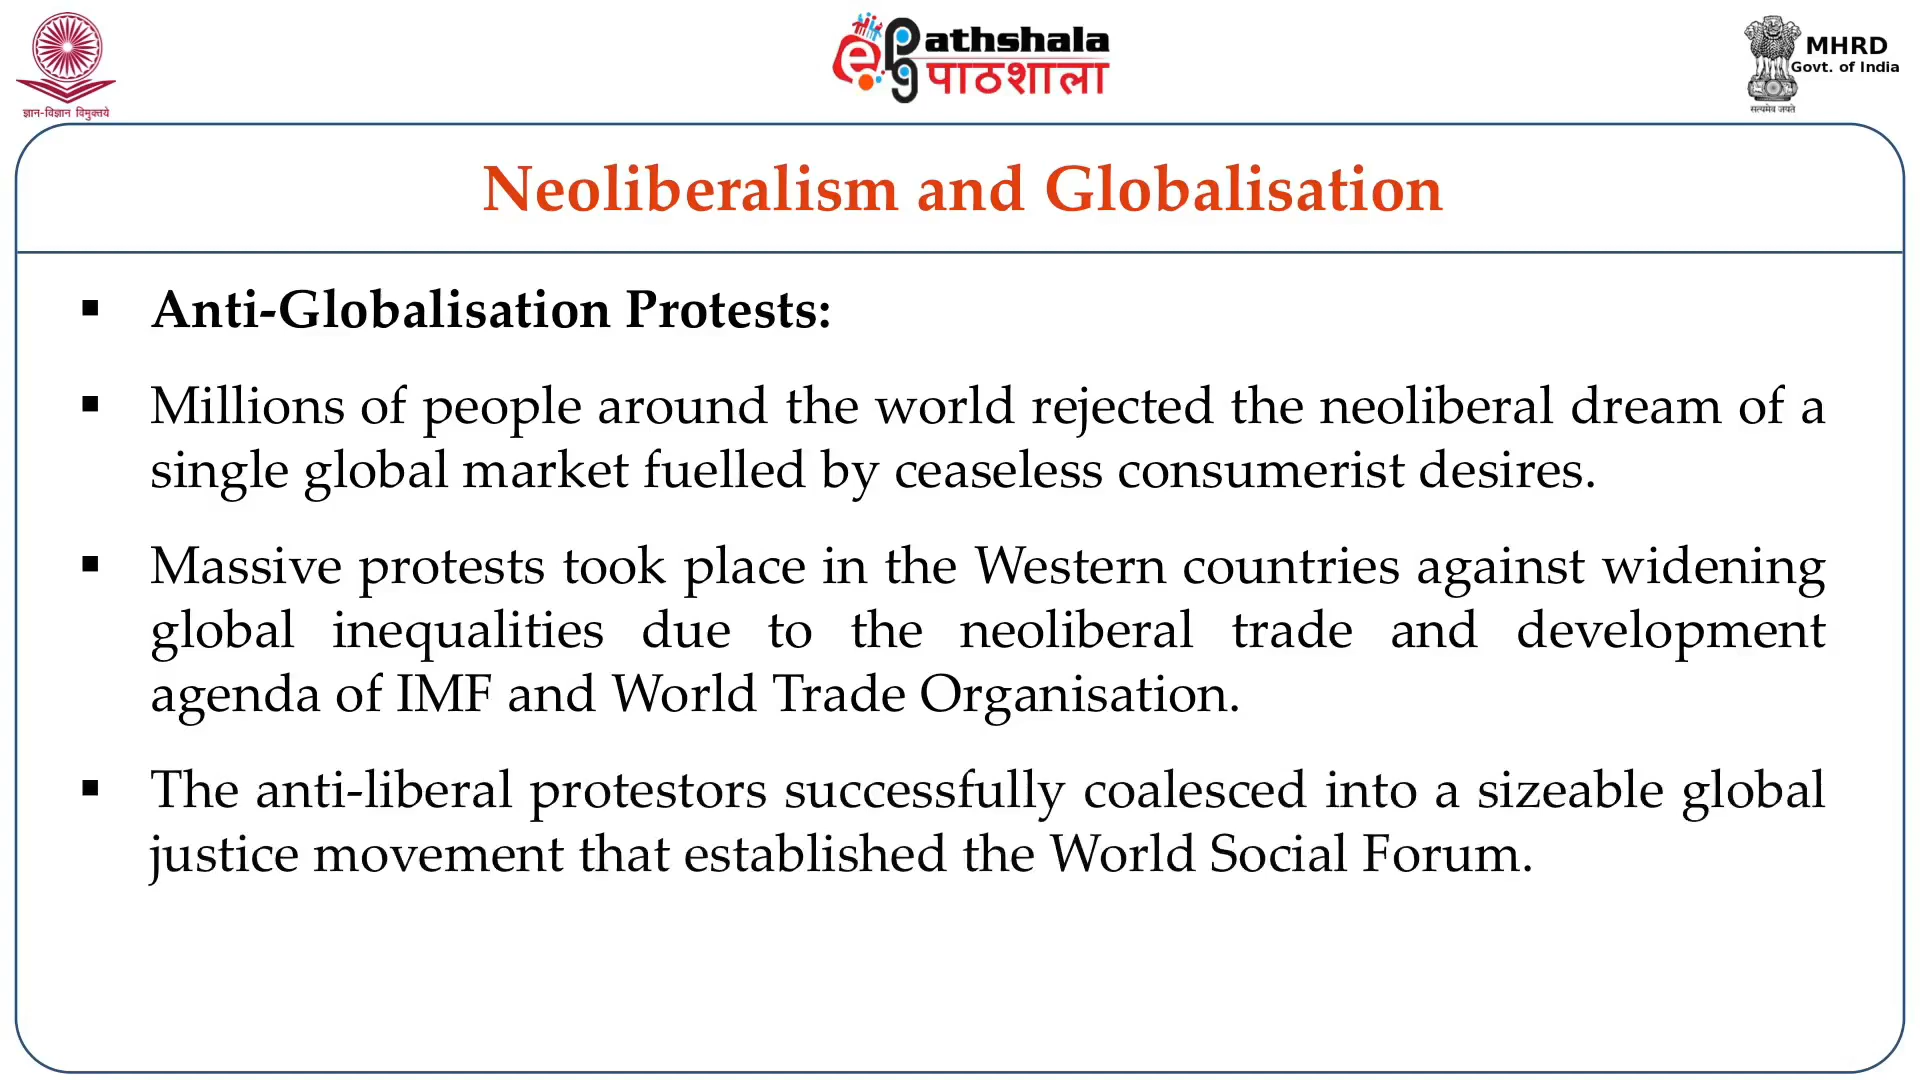 ज्ञान-विज्ञान विमुक्तये
ePG Pathshala
पाठशाला
MHRD
Govt. of India
सत्यमेव जयते
Neoliberalism and Globalisation
▪ Anti-Globalisation Protests:
▪ Millions of people around the world rejected the neoliberal dream of a
single global market fuelled by ceaseless consumerist desires.
▪ Massive protests took place in the Western countries against widening
global inequalities due to the neoliberal trade and development
agenda of IMF and World Trade Organisation.
▪ The anti-liberal protestors successfully coalesced into a sizeable global
justice movement that established the World Social Forum.